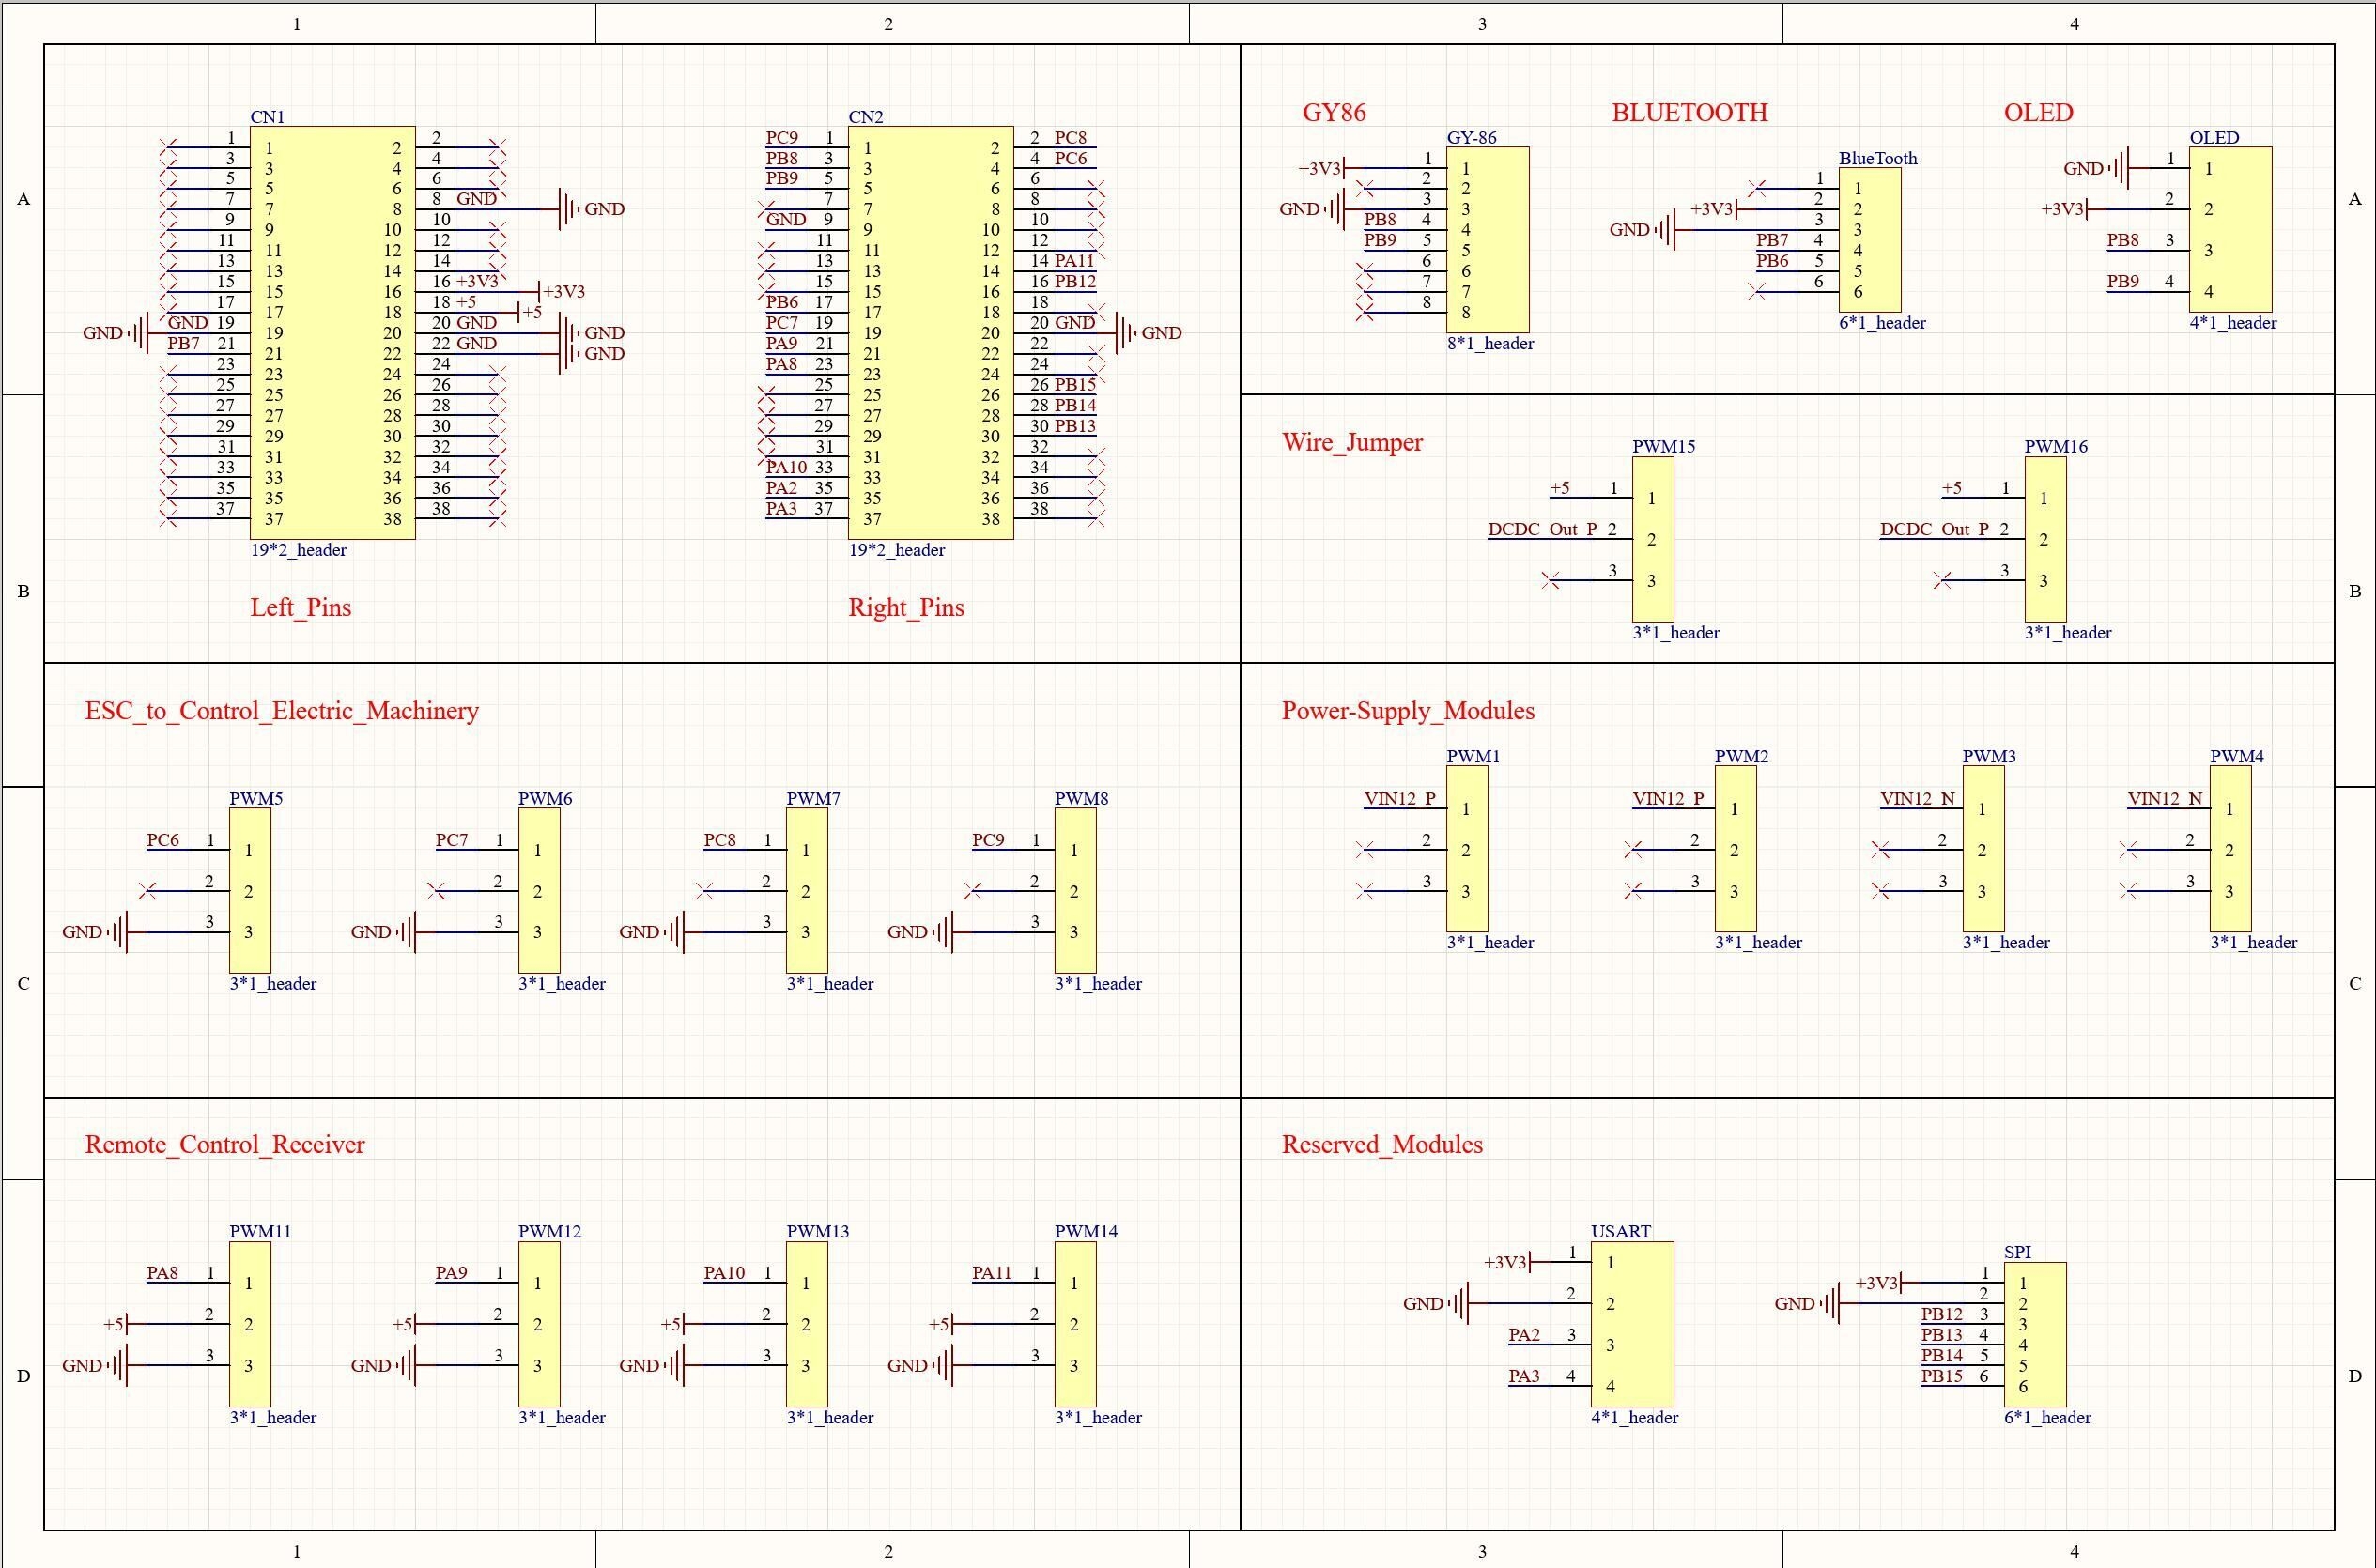 1 2 3 4
A A
B B
C C
D D
CN1
1 1 2 2
3 3 4 4
5 5 6 6
7 7 8 8 GND GND
9 9 10 10
11 11 12 12
13 13 14 14
15 15 16 16 +3V3 +3V3
17 17 18 18 +5 +5
GND GND 19 19 20 20 GND GND
PB7 21 21 22 22 GND GND
23 23 24 24
25 25 26 26
27 27 28 28
29 29 30 30
31 31 32 32
33 33 34 34
35 35 36 36
37 37 38 38
19*2_header
Left_Pins
CN2
PC9 1 1 2 2 PC8
PB8 3 3 4 4 PC6
PB9 5 5 6 6
7 7 8 8
GND 9 9 10 10
11 11 12 12
13 13 14 14 PA11
15 15 16 16 PB12
PB6 17 17 18 18
PC7 19 19 20 20 GND GND
PA9 21 21 22 22
PA8 23 23 24 24
25 25 26 26 PB15
27 27 28 28 PB14
29 29 30 30 PB13
31 31 32 32
PA10 33 33 34 34
PA2 35 35 36 36
PA3 37 37 38 38
19*2_header
Right_Pins
GY86
GY-86
+3V3 1 1
2 2
GND 3 3
PB8 4 4
PB9 5 5
6 6
7 7
8 8
8*1_header
BLUETOOTH
BlueTooth
1 1
+3V3 2 2
GND 3 3
PB7 4 4
PB6 5 5
6 6
6*1_header
OLED
OLED
GND 1 1
+3V3 2 2
PB8 3 3
PB9 4 4
4*1_header
Wire_Jumper
PWM15
+5 1 1
DCDC_Out_P 2 2
3 3
3*1_header
PWM16
+5 1 1
DCDC_Out_P 2 2
3 3
3*1_header
ESC_to_Control_Electric_Machinery
PWM5
PC6 1 1
2 2
GND 3 3
3*1_header
PWM6
PC7 1 1
2 2
GND 3 3
3*1_header
PWM7
PC8 1 1
2 2
GND 3 3
3*1_header
PWM8
PC9 1 1
2 2
GND 3 3
3*1_header
Power-Supply_Modules
PWM1
VIN12_P 1
2 2
3 3
3*1_header
PWM2
VIN12_P 1
2 2
3 3
3*1_header
PWM3
VIN12_N 1
2 2
3 3
3*1_header
PWM4
VIN12_N 1
2 2
3 3
3*1_header
Remote_Control_Receiver
PWM11
PA8 1 1
+5 2 2
GND 3 3
3*1_header
PWM12
PA9 1 1
+5 2 2
GND 3 3
3*1_header
PWM13
PA10 1 1
+5 2 2
GND 3 3
3*1_header
PWM14
PA11 1 1
+5 2 2
GND 3 3
3*1_header
Reserved_Modules
USART
+3V3 1 1
GND 2 2
PA2 3 3
PA3 4 4
4*1_header
SPI
+3V3 1 1
GND 2 2
PB12 3 3
PB13 4 4
PB14 5 5
PB15 6 6
6*1_header
1 2 3 4